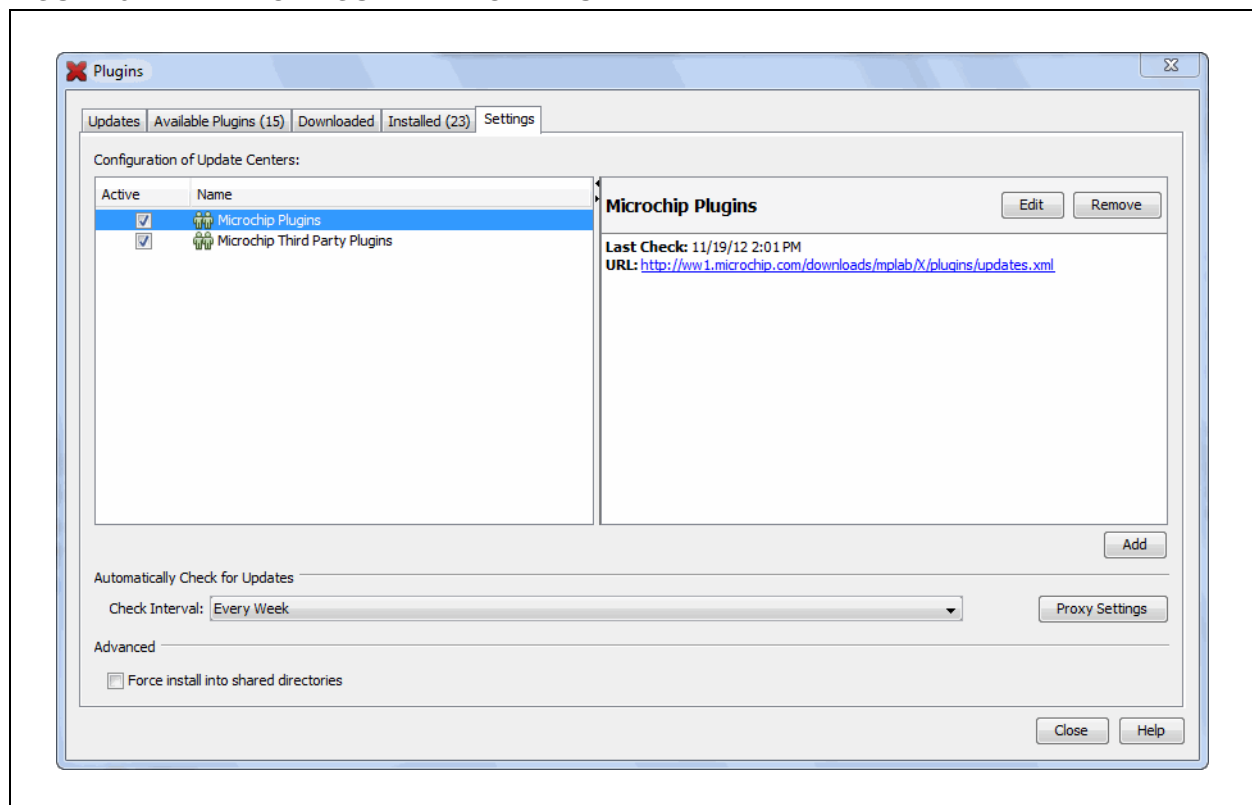 Plugins
Updates Available Plugins (15) Downloaded Installed (23) Settings
Configuration of Update Centers:
Active Name
Microchip Plugins
Microchip Third Party Plugins
Microchip Plugins
Edit Remove
Last Check: 11/19/12 2:01 PM
URL: http://ww1.microchip.com/downloads/mplab/X/plugins/updates.xml
Add
Automatically Check for Updates
Check Interval: Every Week
Proxy Settings
Advanced
Force install into shared directories
Close Help